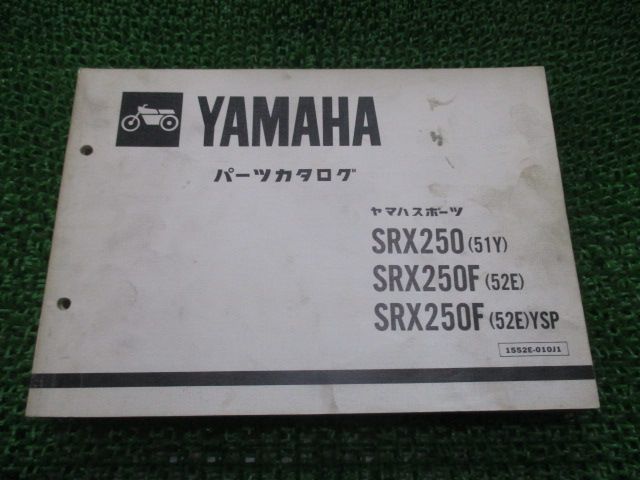 YAMAHA
パーツカタログ
ヤマハスポーツ
SRX250 (51Y)
SRX250F (52E)
SRX250F (52E) YSP
1552E-010J1